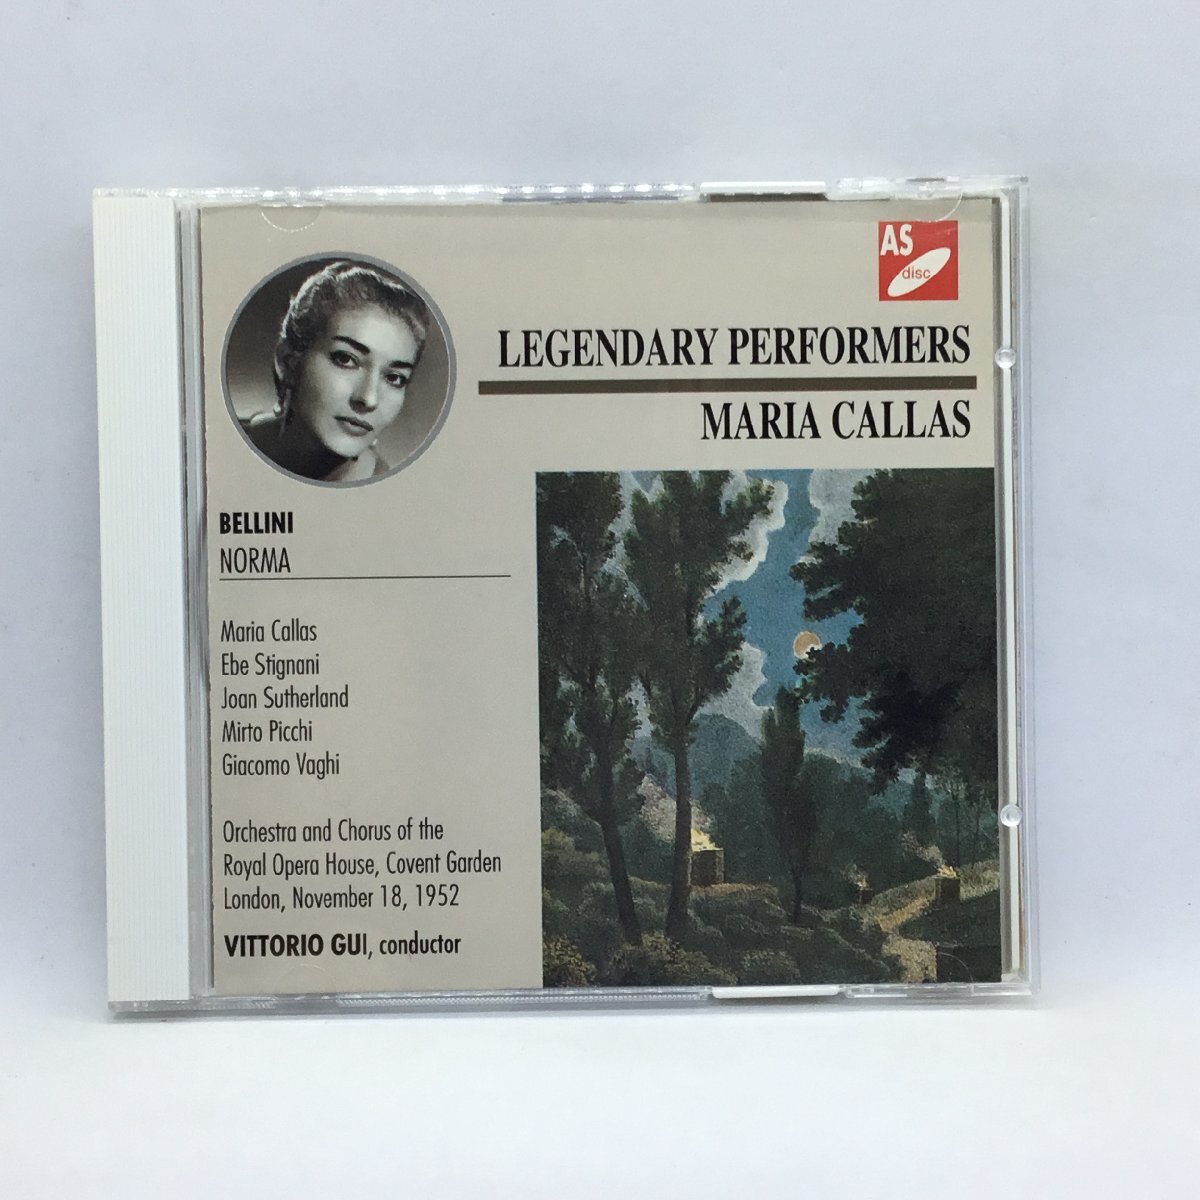 AS
disc
LEGENDARY PERFORMERS
MARIA CALLAS
BELLINI
NORMA
Maria Callas
Ebe Stignani
Joan Sutherland
Mirto Picchi
Giacomo Vaghi
Orchestra and Chorus of the
Royal Opera House, Covent Garden
London, November 18, 1952
VITTORIO GUI, conductor